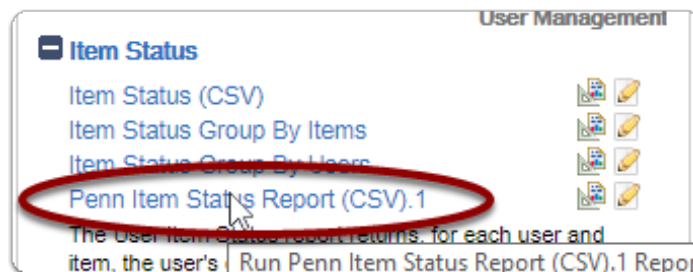 User Management
Item Status
Item Status (CSV)
Item Status Group By Items
Item Status Group By Users
Penn Item Status Report (CSV).1
The User Item Status report returns, for each user and
item, the user's
Run Penn Item Status Report (CSV).1 Repor